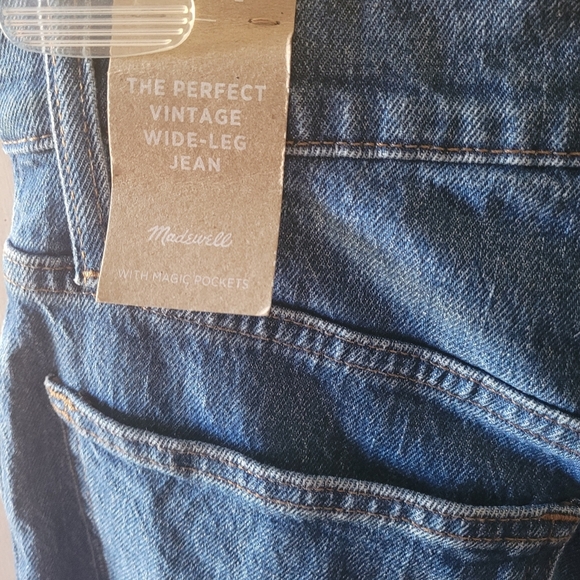 THE PERFECT
VINTAGE
WIDE-LEG
JEAN
Madewell
WITH MAGIC POCKETS